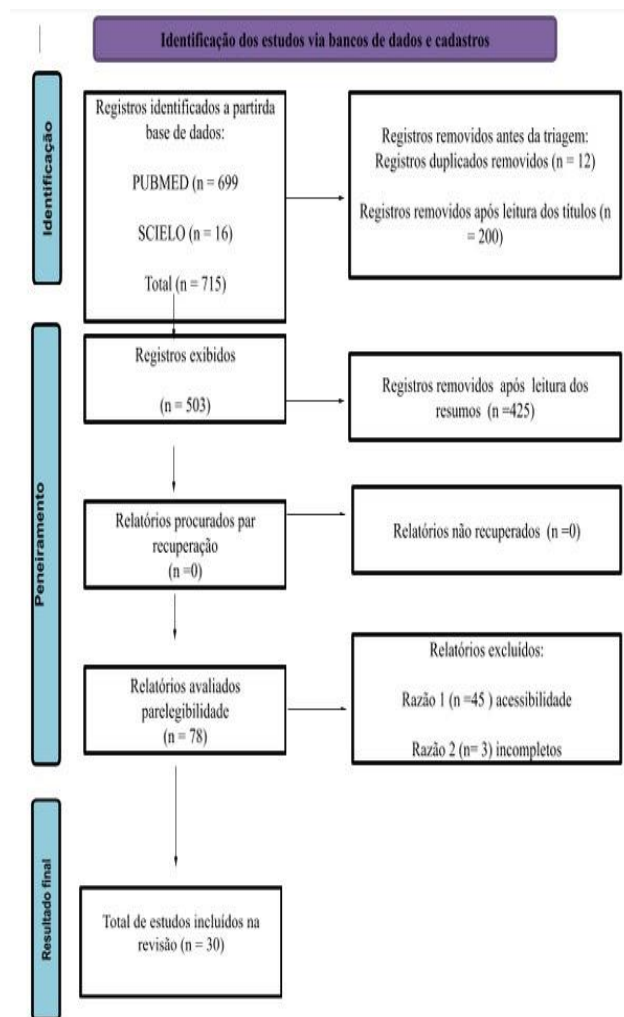 Identificação dos estudos via bancos de dados e cadastros
Identificação
Registros identificados a partirda
base de dados:
PUBMED (n = 699
SCIELO (n = 16)
Total (n = 715)
Registros removidos antes da triagem:
Registros duplicados removidos (n = 12)
Registros removidos após leitura dos títulos (n
= 200)
Peneiramento
Registros exibidos
(n = 503)
Registros removidos após leitura dos
resumos (n =425)
Relatórios procurados par
recuperação
(n =0)
Relatórios não recuperados (n =0)
Relatórios avaliados
parelegibilidade
(n = 78)
Relatórios excluídos:
Razão 1 (n =45 ) acessibilidade
Razão 2 (n= 3) incompletos
Resultado final
Total de estudos incluídos na
revisão (n = 30)